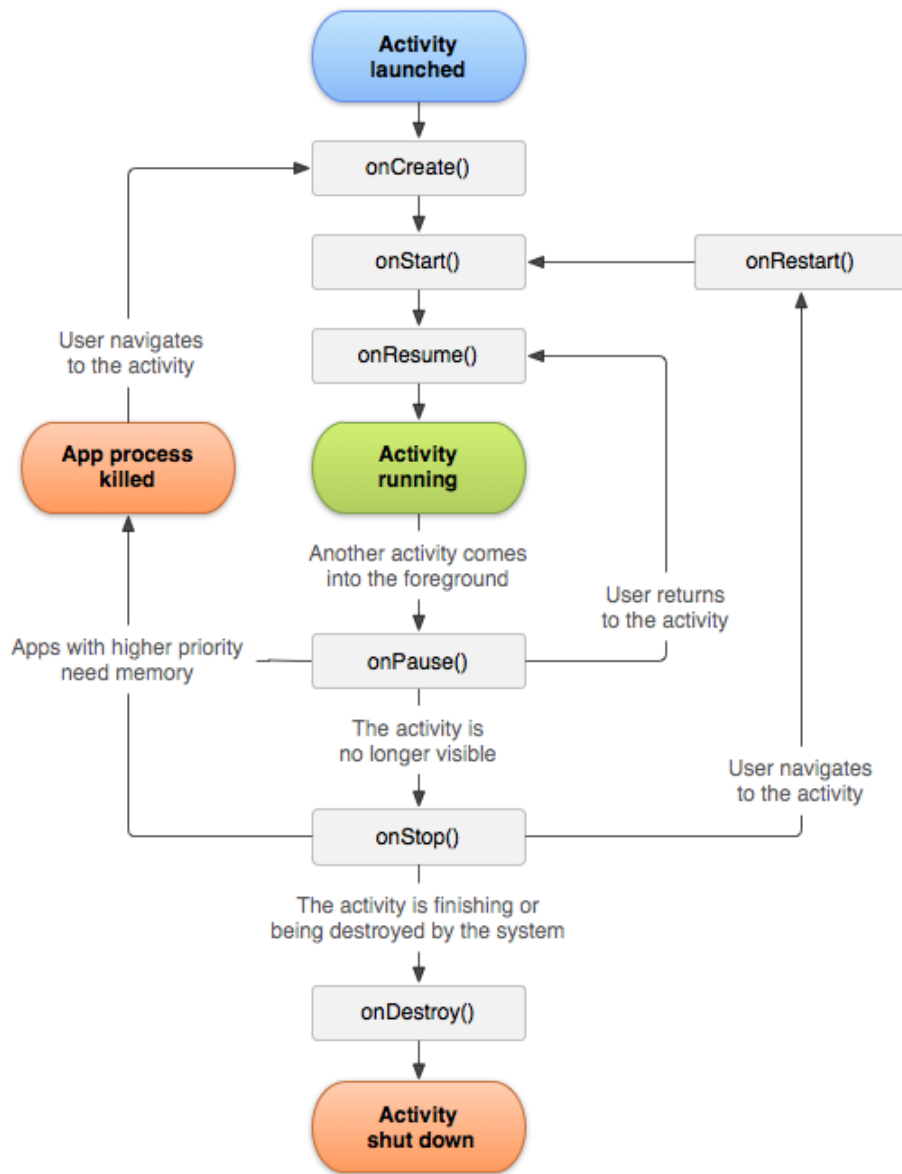 Activity
launched
onCreate()
onStart()
onRestart()
User navigates
to the activity
onResume()
App process
killed
Activity
running
Another activity comes
into the foreground
User returns
to the activity
Apps with higher priority
need memory
onPause()
The activity is
no longer visible
User navigates
to the activity
onStop()
The activity is finishing or
being destroyed by the system
onDestroy()
Activity
shut down